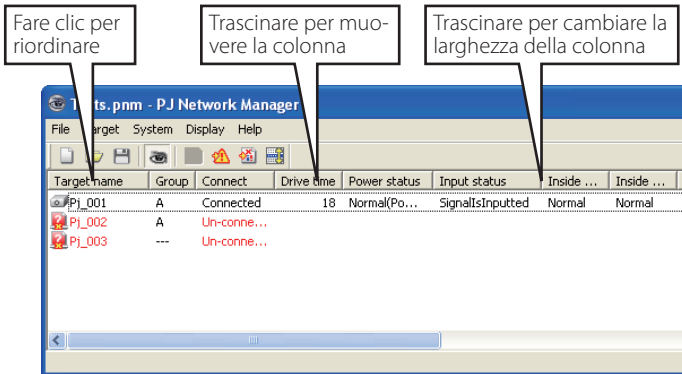 Fare clic per
riordinare
Trascinare per muo-
vere la colonna
Trascinare per cambiare la
larghezza della colonna
ts.pnm - PJ Network Manager
File Target System Display Help
Target name Group Connect Drive time Power status Input status Inside ... Inside ...
Pj_001 A Connected 18 Normal(Po... SignalIsInputted Normal Normal
Pj_002 A Un-conne...
Pj_003 --- Un-conne...